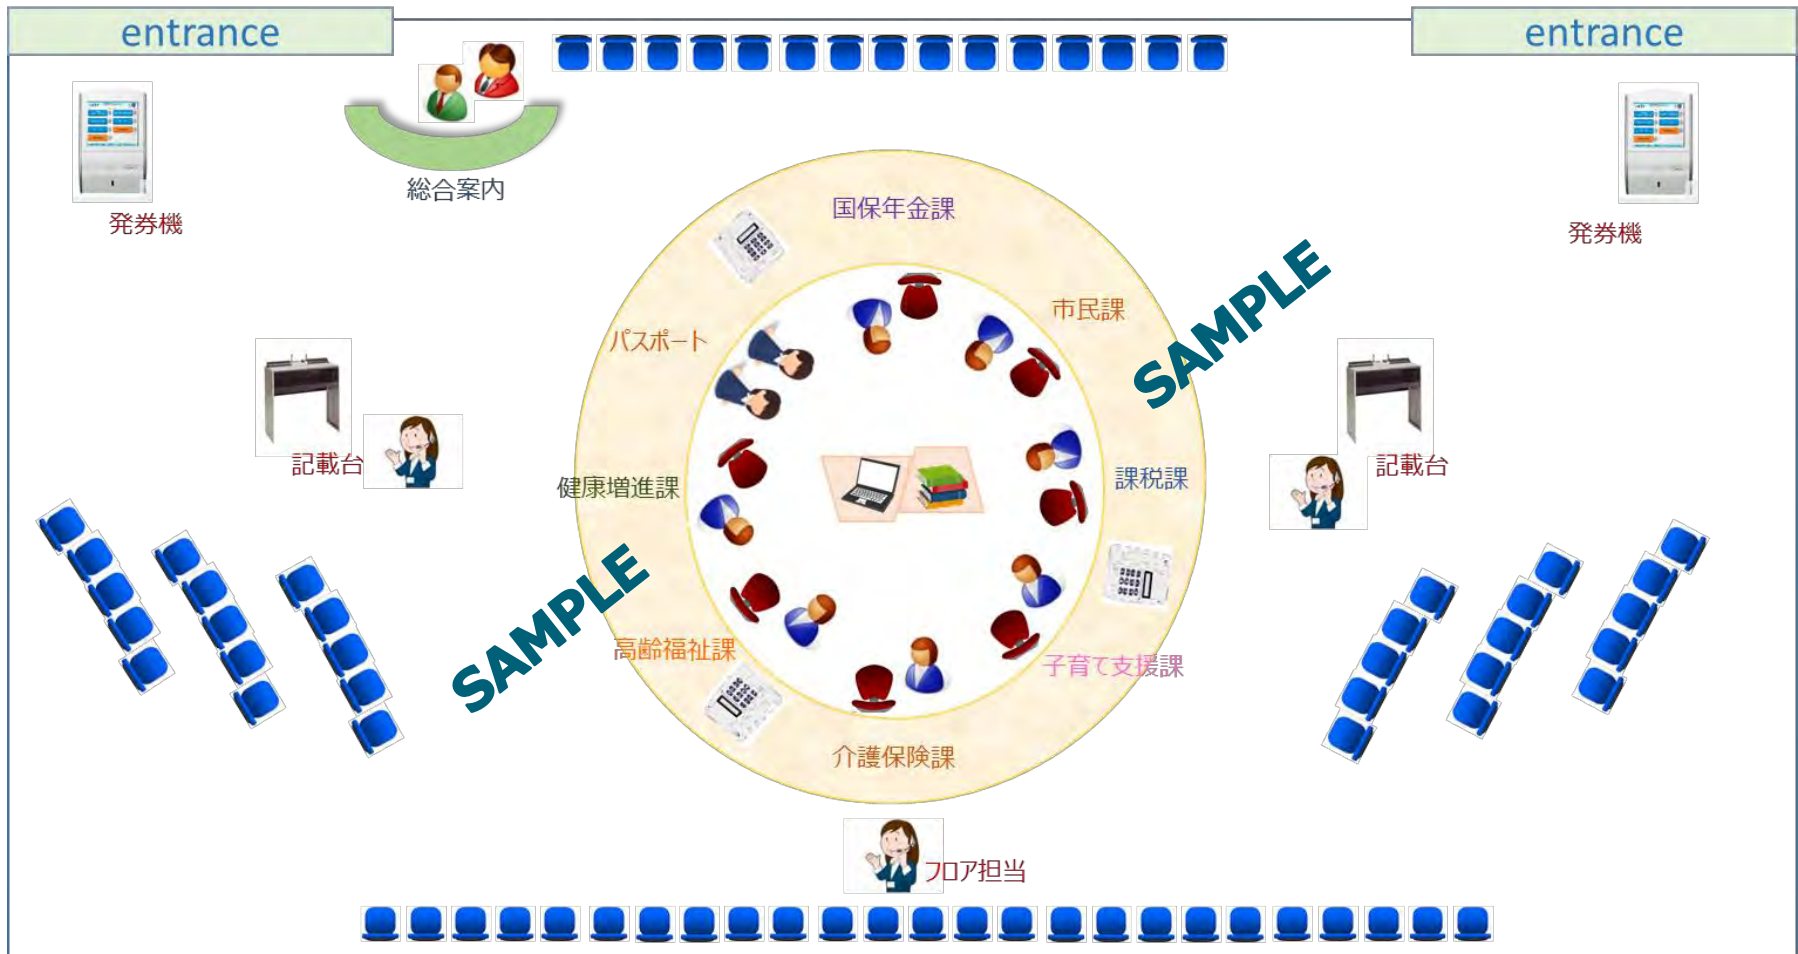 entrance
entrance
総合案内
発券機
発券機
国保年金課
市民課
パスポート
SAMPLE
記載台
記載台
健康増進課
課税課
SAMPLE
高齢福祉課
子育て支援課
介護保険課
フロア担当